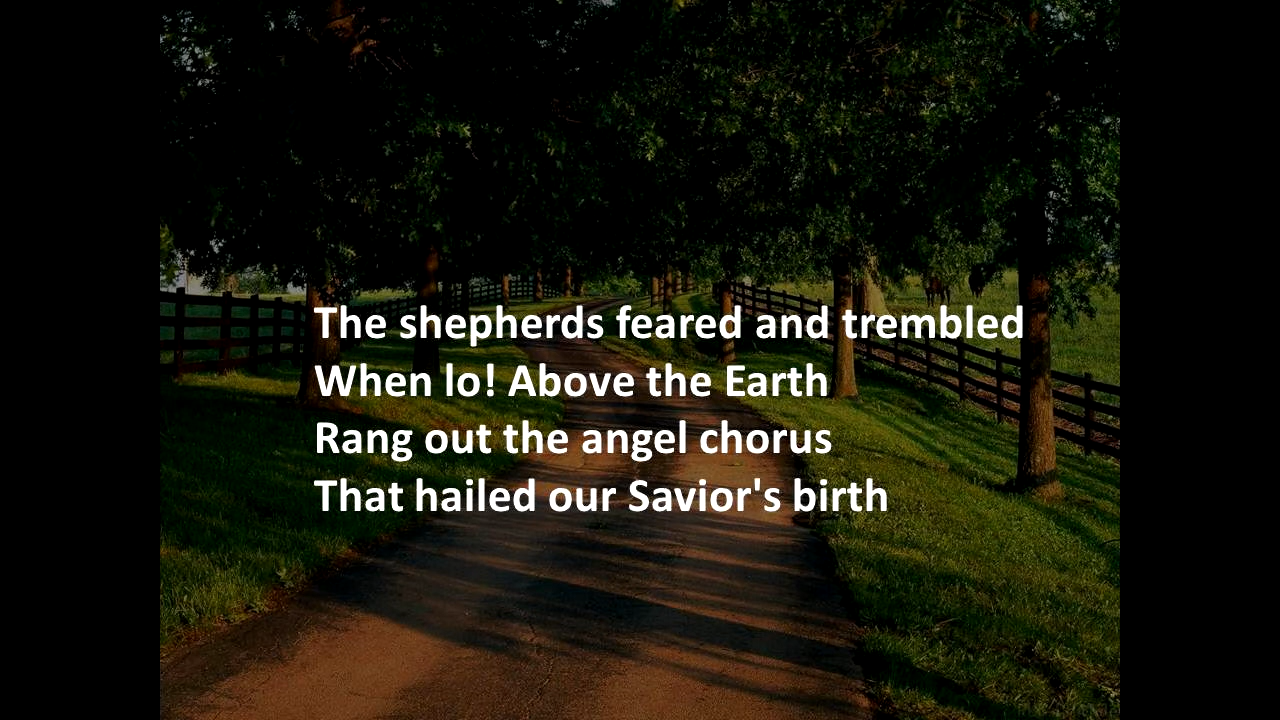 The shepherds feared and trembled
When lo! Above the Earth
Rang out the angel chorus
That hailed our Savior's birth